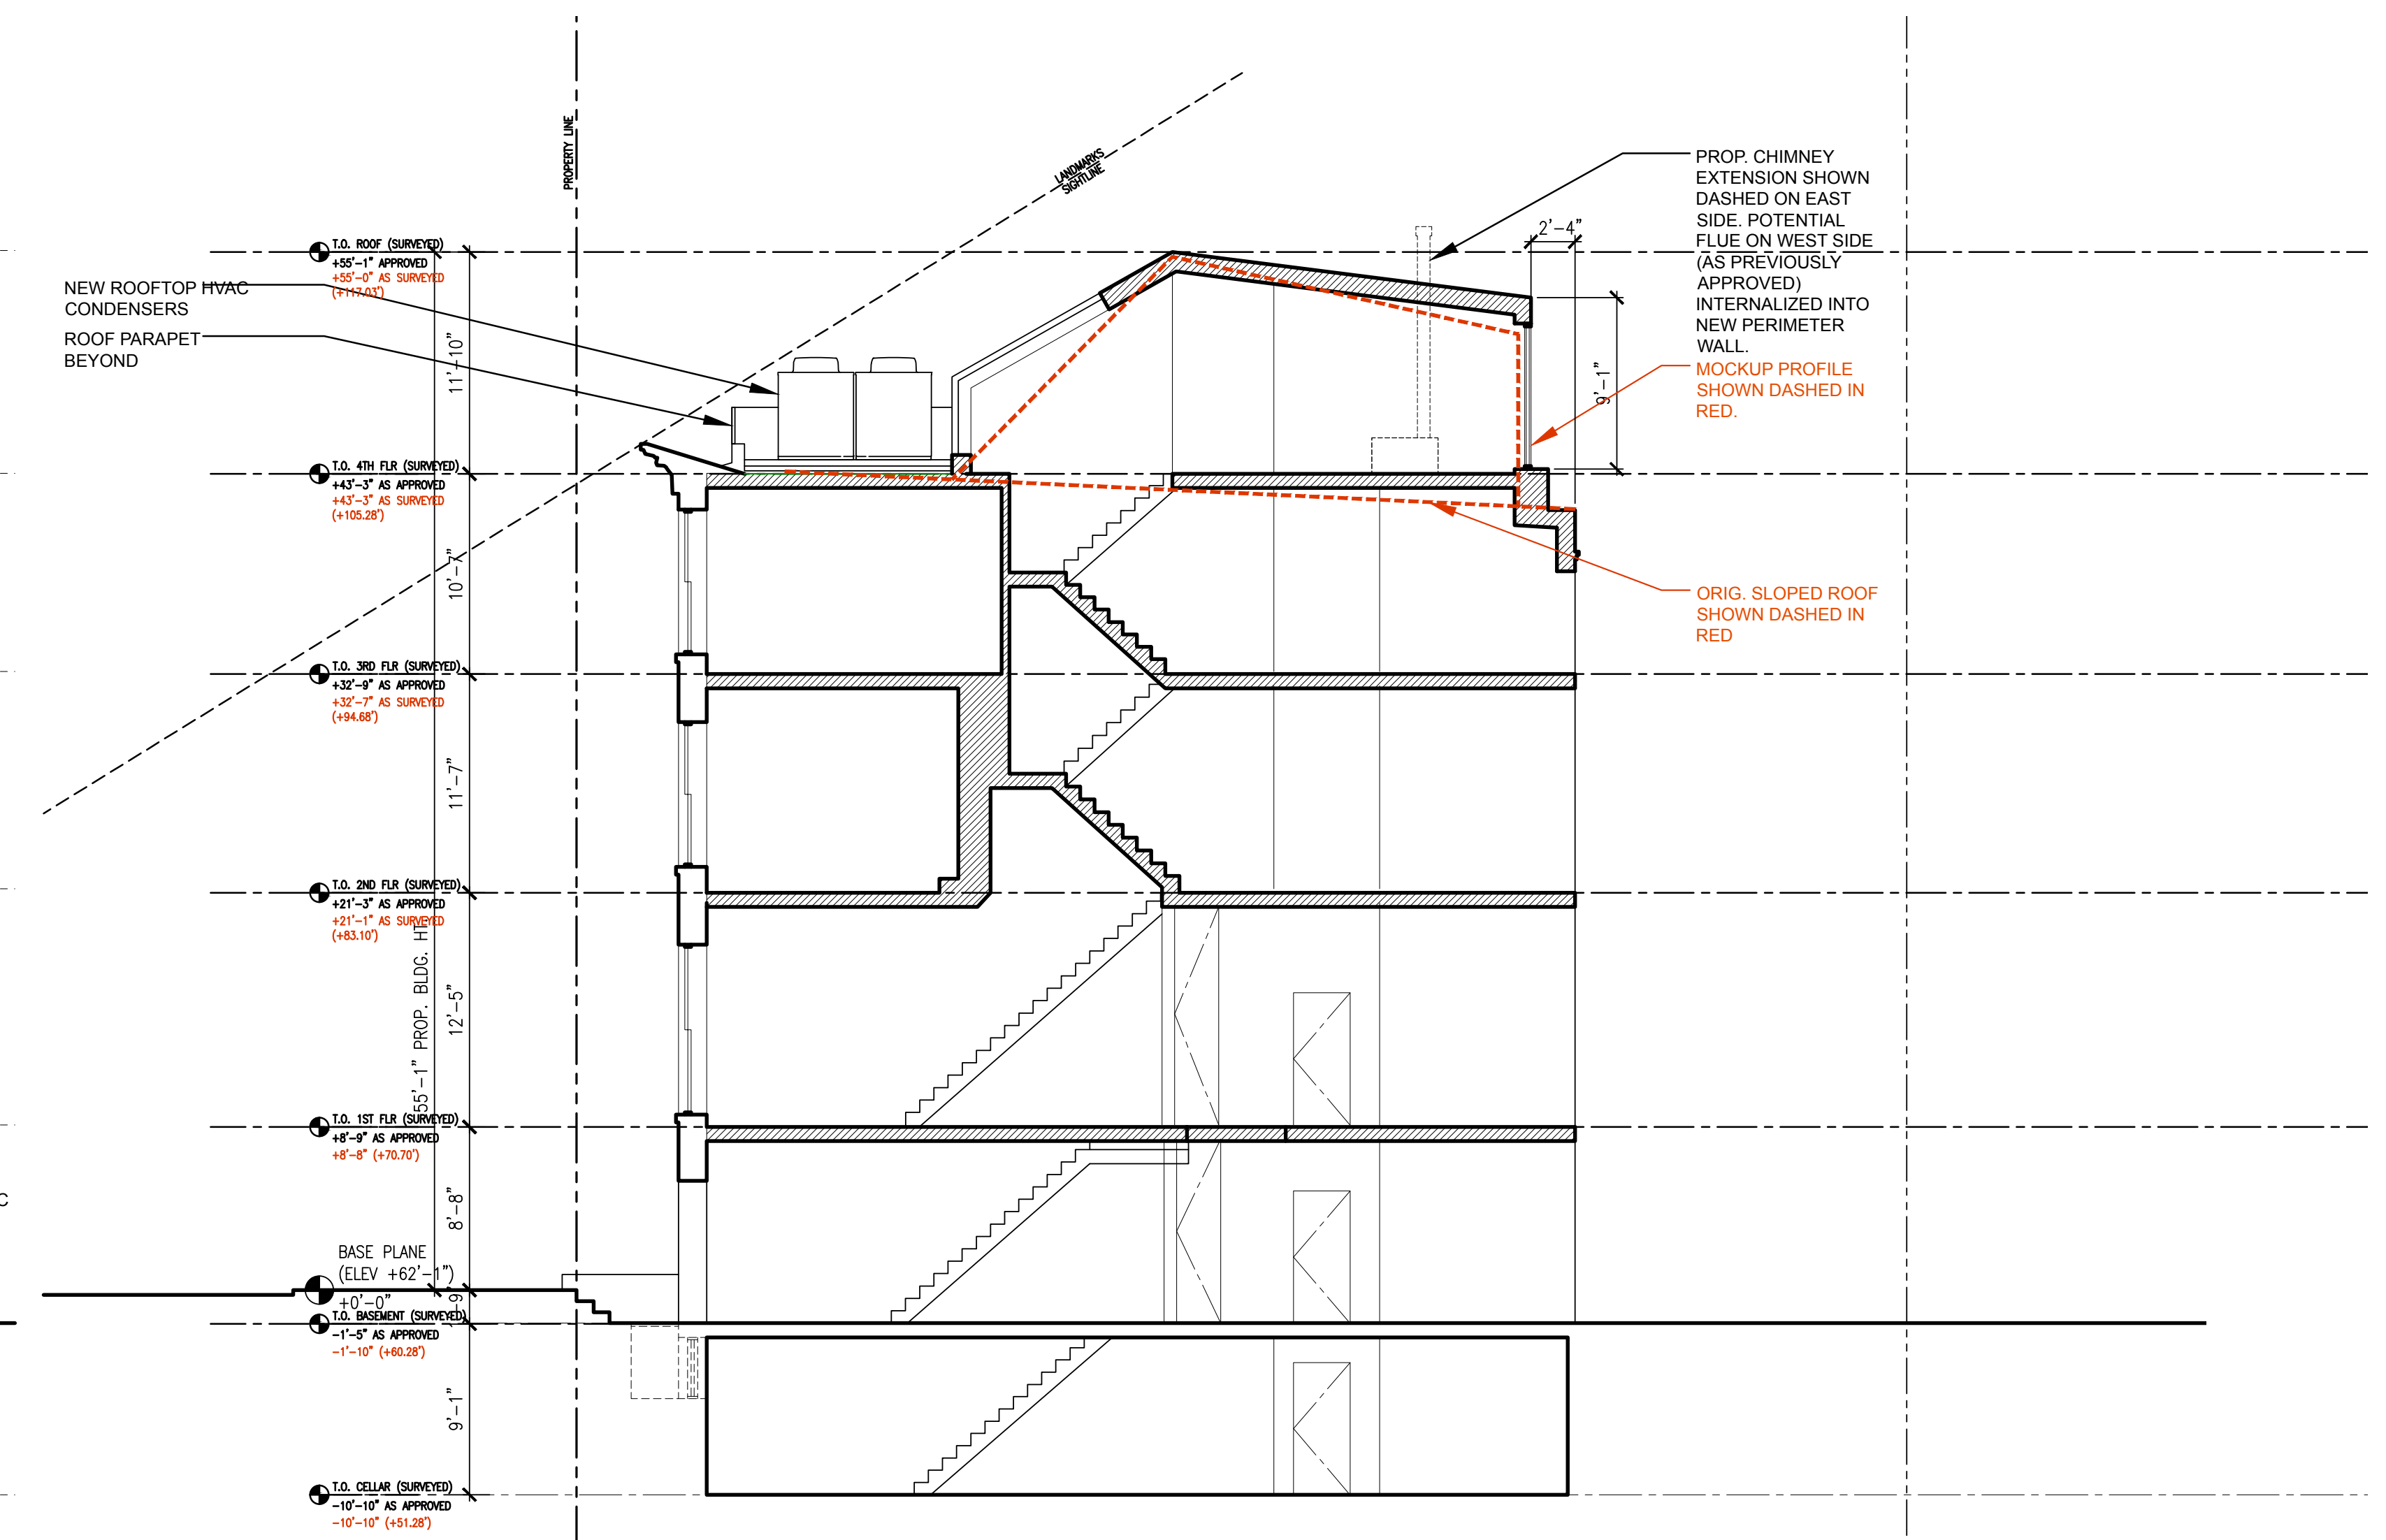 PROPERTY LINE
LANDMARKS
SIGHTLINE
PROP. CHIMNEY
EXTENSION SHOWN
DASHED ON EAST
SIDE. POTENTIAL
FLUE ON WEST SIDE
(AS PREVIOUSLY
APPROVED)
INTERNALIZED INTO
NEW PERIMETER
WALL.
MOCKUP PROFILE
SHOWN DASHED IN
RED.
2'-4"
9'-1"
T.O. ROOF (SURVEYED)
+55'-1" APPROVED
+55'-0" AS SURVEYED
(+117.03')
NEW ROOFTOP HVAC
CONDENSERS
ROOF PARAPET
BEYOND
11'-10"
T.O. 4TH FLR (SURVEYED)
+43'-3" AS APPROVED
+43'-3" AS SURVEYED
(+105.28')
10'-7"
ORIG. SLOPED ROOF
SHOWN DASHED IN
RED
T.O. 3RD FLR (SURVEYED)
+32'-9" AS APPROVED
+32'-7" AS SURVEYED
(+94.68')
11'-7"
T.O. 2ND FLR (SURVEYED)
+21'-3" AS APPROVED
+21'-1" AS SURVEYED
(+83.10')
55'-1" PROP. BLDG. HT.
12'-5"
T.O. 1ST FLR (SURVEYED)
+8'-9" AS APPROVED
+8'-8" (+70.70')
8'-8"
C
BASE PLANE
(ELEV +62'-1")
+0'-0"
T.O. BASEMENT (SURVEYED)
-1'-5" AS APPROVED
-1'-10" (+60.28')
9'-1"
T.O. CELLAR (SURVEYED)
-10'-10" AS APPROVED
-10'-10" (+51.28')